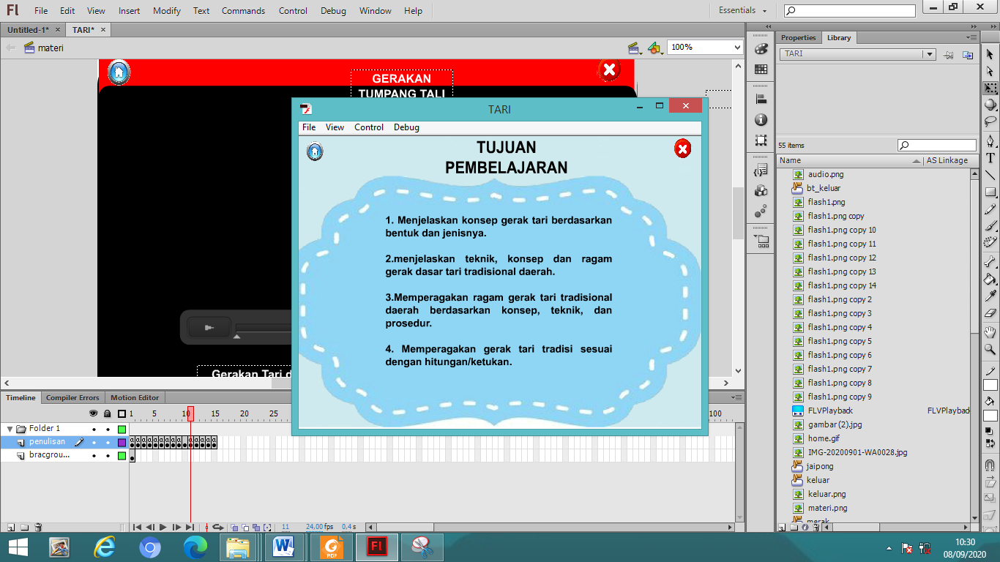 Fl File Edit View Insert Modify Text Commands Control Debug Window Help Essentials
Untitled-1* × TARI* ×
materi 100%
GERAKAN
TUMPANG TALI
Gerakan Tari d
TARI
File View Control Debug
TUJUAN
PEMBELAJARAN
1. Menjelaskan konsep gerak tari berdasarkan
bentuk dan jenisnya.
2.menjelaskan teknik, konsep dan ragam
gerak dasar tari tradisional daerah.
3.Memperagakan ragam gerak tari tradisional
daerah berdasarkan konsep, teknik, dan
prosedur.
4. Memperagakan gerak tari tradisi sesuai
dengan hitungan/ketukan.
Properties Library
TARI
55 items
Name AS Linkage
audio.png
bt_keluar
flash1.png
flash1.png copy
flash1.png copy 10
flash1.png copy 11
flash1.png copy 12
flash1.png copy 13
flash1.png copy 14
flash1.png copy 2
flash1.png copy 3
flash1.png copy 4
flash1.png copy 5
flash1.png copy 6
flash1.png copy 7
flash1.png copy 8
flash1.png copy 9
FLVPlayback FLVPlayback
gambar (2).jpg
home.gif
IMG-20200901-WA0028.jpg
jaipong
keluar
keluar.png
materi.png
merak
Timeline Compiler Errors Motion Editor
1 5 10 15 20 25 100
Folder 1
penulisan
bracgrou...
11 24,00 fps 0,4 s
PDF
Fl
10:30
08/09/2020